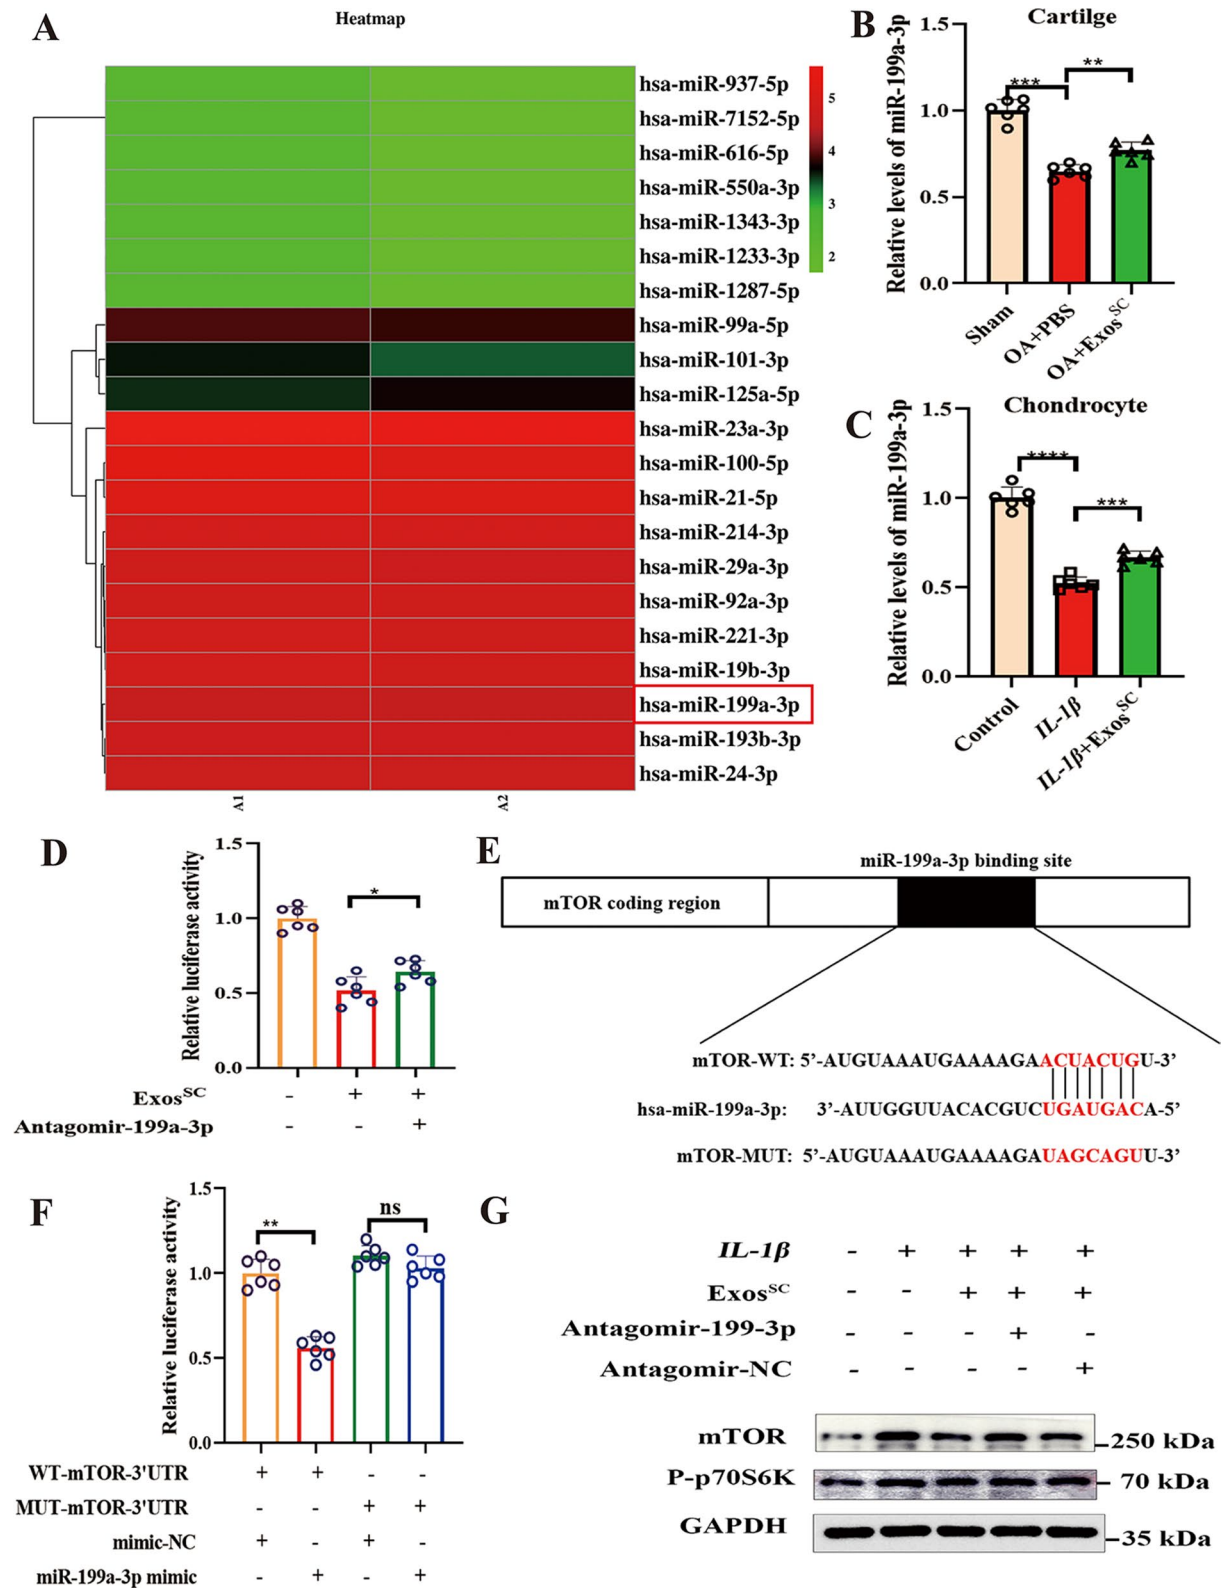 A
Heatmap
hsa-miR-937-5p
hsa-miR-7152-5p
hsa-miR-616-5p
hsa-miR-550a-3p
hsa-miR-1343-3p
hsa-miR-1233-3p
hsa-miR-1287-5p
hsa-miR-99a-5p
hsa-miR-101-3p
hsa-miR-125a-5p
hsa-miR-23a-3p
hsa-miR-100-5p
hsa-miR-21-5p
hsa-miR-214-3p
hsa-miR-29a-3p
hsa-miR-92a-3p
hsa-miR-221-3p
hsa-miR-19b-3p
hsa-miR-199a-3p
hsa-miR-193b-3p
hsa-miR-24-3p
A1
A2
5
4
3
2
B
Cartilge
Relative levels of miR-199a-3p
1.5
1.0
0.5
0.0
***
**
Sham
OA+PBS
OA+Exos^SC
C
Chondrocyte
Relative levels of miR-199a-3p
1.5
1.0
0.5
0.0
****
***
Control
IL-1β
IL-1β+Exos^SC
D
Relative luciferase activity
1.5
1.0
0.5
0.0
*
Exos^SC - + +
Antagomir-199a-3p - - +
E
miR-199a-3p binding site
mTOR coding region
mTOR-WT: 5’-AUGUAAAUGAAAAGAACUACUGU-3’
hsa-miR-199a-3p: 3’-AUUGGUUACACGUCUGAUGACA-5’
mTOR-MUT: 5’-AUGUAAAUGAAAAGAUAGCAGUU-3’
F
Relative luciferase activity
1.5
1.0
0.5
0.0
**
ns
WT-mTOR-3'UTR + + - -
MUT-mTOR-3'UTR - - + +
mimic-NC + - + -
miR-199a-3p mimic - + - +
G
IL-1β - + + + +
Exos^SC - - + + +
Antagomir-199-3p - - - + -
Antagomir-NC - - - - +
mTOR 250 kDa
P-p70S6K 70 kDa
GAPDH 35 kDa